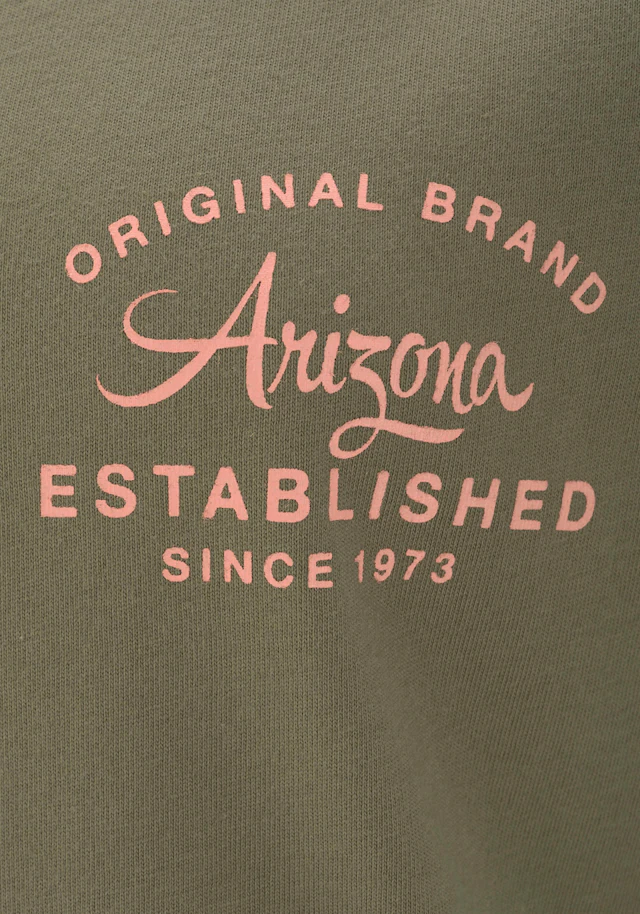 ORIGINAL BRAND
Arizona
ESTABLISHED
SINCE 1973